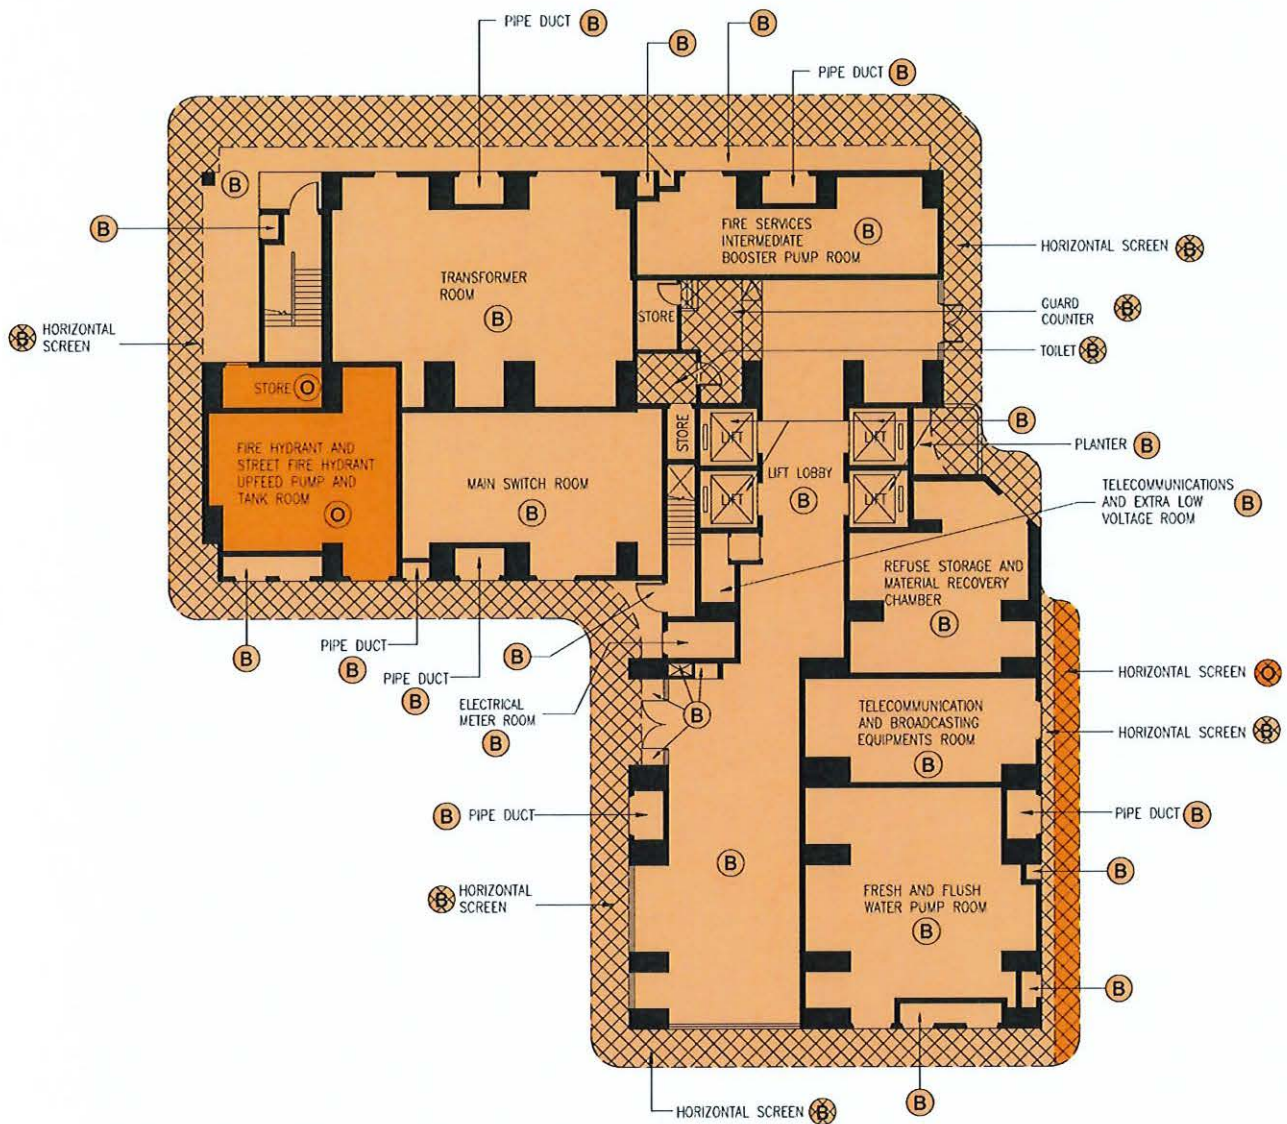 PIPE DUCT B
B
B
PIPE DUCT B
B
B
FIRE SERVICES
INTERMEDIATE
BOOSTER PUMP ROOM
B
HORIZONTAL SCREEN B
TRANSFORMER
ROOM
B
STORE
GUARD
COUNTER
B
B HORIZONTAL
SCREEN
TOILET B
STORE O
B
LIFT
LIFT
STORE
PLANTER B
FIRE HYDRANT AND
STREET FIRE HYDRANT
UPFEED PUMP AND
TANK ROOM
O
MAIN SWITCH ROOM
B
LIFT LOBBY
B
LIFT
LIFT
TELECOMMUNICATIONS
AND EXTRA LOW
VOLTAGE ROOM
B
REFUSE STORAGE AND
MATERIAL RECOVERY
CHAMBER
B
B
PIPE DUCT
B
PIPE DUCT
B
B
HORIZONTAL SCREEN O
ELECTRICAL
METER ROOM
B
B
TELECOMMUNICATION
AND BROADCASTING
EQUIPMENTS ROOM
B
HORIZONTAL SCREEN B
B PIPE DUCT
PIPE DUCT B
B
B
B HORIZONTAL
SCREEN
FRESH AND FLUSH
WATER PUMP ROOM
B
B
B
HORIZONTAL SCREEN B